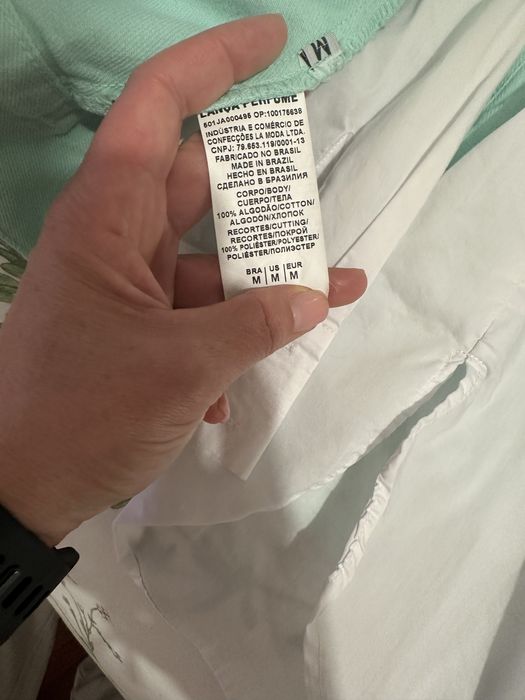 M
LANÇA PERFUME
501JA000495 OP:100176638
INDÚSTRIA E COMÉRCIO DE
CONFECÇÕES LA MODA LTDA.
CNPJ: 79.653.119/0001-13
FABRICADO NO BRASIL
MADE IN BRAZIL
HECHO EN BRASIL
СДЕЛАНО В БРАЗИЛИЯ
CORPO/BODY/
CUERPO/ТЕЛА
100% ALGODÃO/COTTON/
ALGODÓN/ХЛОПОК
RECORTES/CUTTING/
RECORTES/ПОКРОЙ
100% POLIÉSTER/POLYESTER/
POLIÉSTER/ПОЛИЭСТЕР
BRA | US | EUR
M | M | M